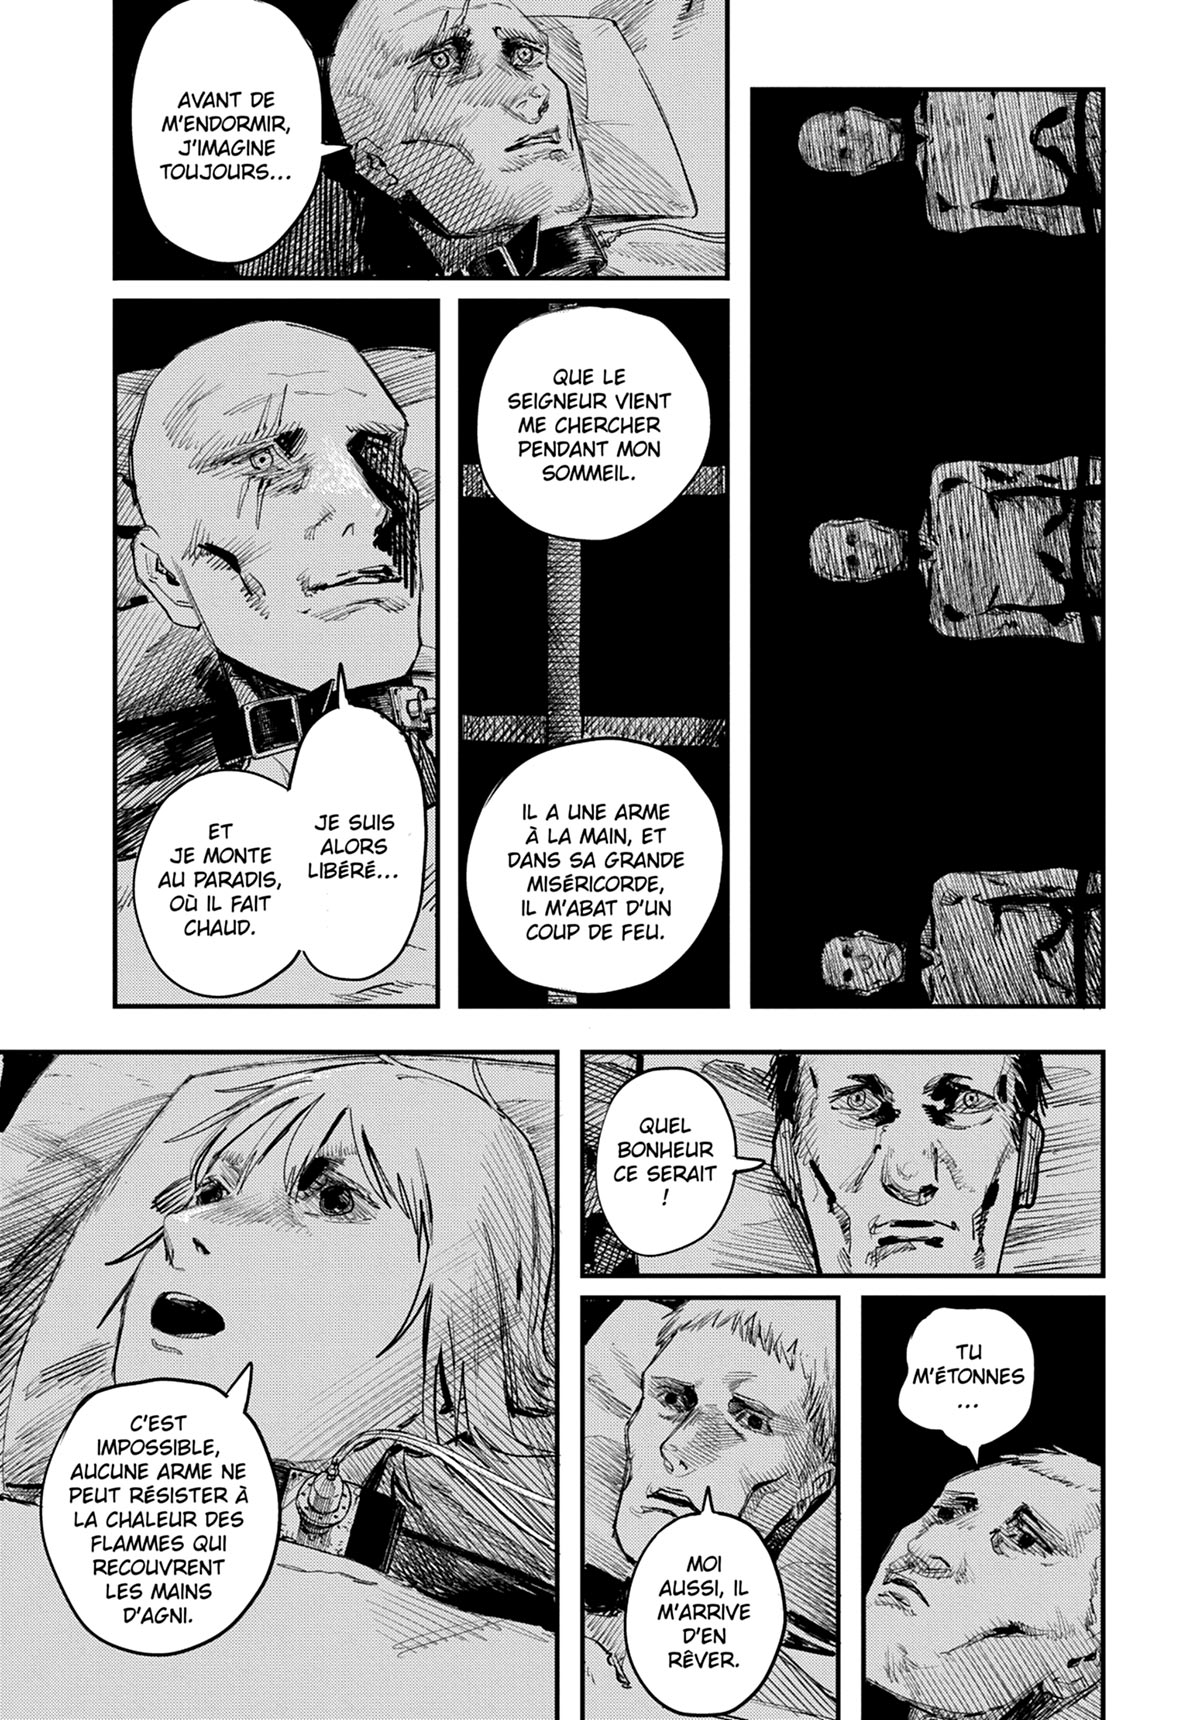 AVANT DE
M'ENDORMIR,
J'IMAGINE
TOUJOURS...
QUE LE
SEIGNEUR VIENT
ME CHERCHER
PENDANT MON
SOMMEIL.
IL A UNE ARME
À LA MAIN, ET
DANS SA GRANDE
MISÉRICORDE,
IL M'ABAT D'UN
COUP DE FEU.
JE SUIS
ALORS
LIBÉRÉ...
ET
JE MONTE
AU PARADIS,
OÙ IL FAIT
CHAUD.
QUEL
BONHEUR
CE SERAIT
!
TU
M'ÉTONNES
...
MOI
AUSSI, IL
M'ARRIVE
D'EN
RÊVER.
C'EST
IMPOSSIBLE,
AUCUNE ARME NE
PEUT RÉSISTER À
LA CHALEUR DES
FLAMMES QUI
RECOUVRENT
LES MAINS
D'AGNI.